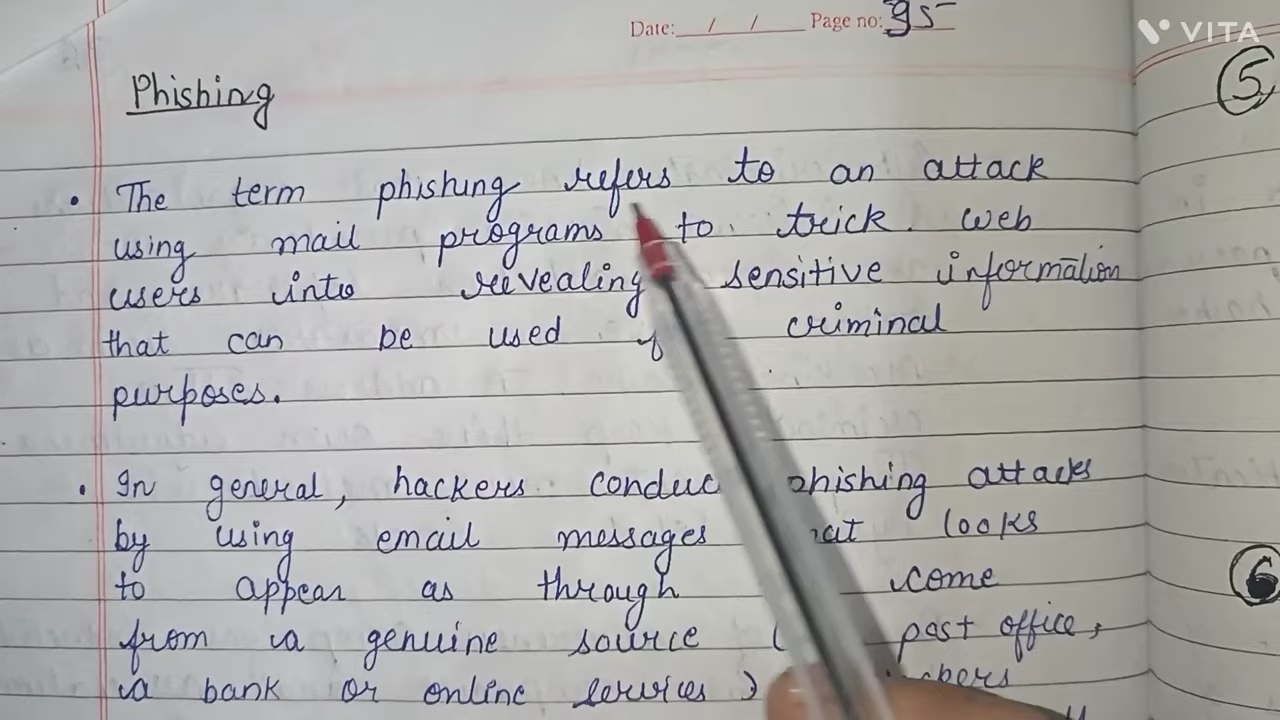 Date: / / Page no: 95
VITA
Phishing
5
• The term phishing refers to an attack
using mail programs to trick web
users into revealing sensitive information
that can be used criminal
purposes.
• In general, hackers conduc phishing attacks
by using email messages at looks
to appear as through come
from a genuine source ( post office,
6
a bank or online services)